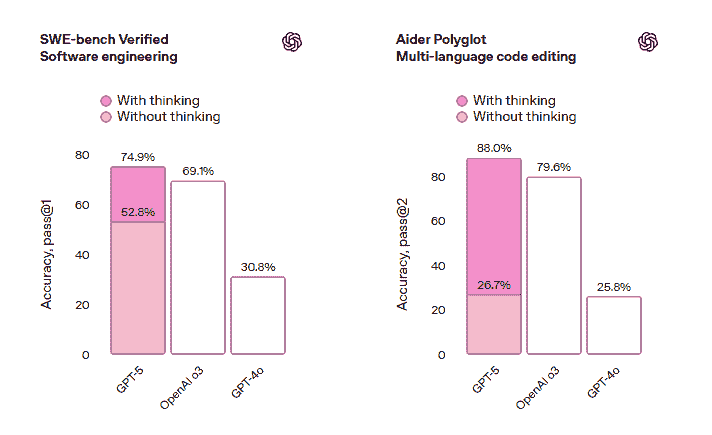 SWE-bench Verified
Software engineering
With thinking
Without thinking
Accuracy, pass@1
80
60
40
20
0
74.9%
52.8%
69.1%
30.8%
GPT-5
OpenAI o3
GPT-4o
Aider Polyglot
Multi-language code editing
With thinking
Without thinking
Accuracy, pass@2
80
60
40
20
0
88.0%
26.7%
79.6%
25.8%
GPT-5
OpenAI o3
GPT-4o